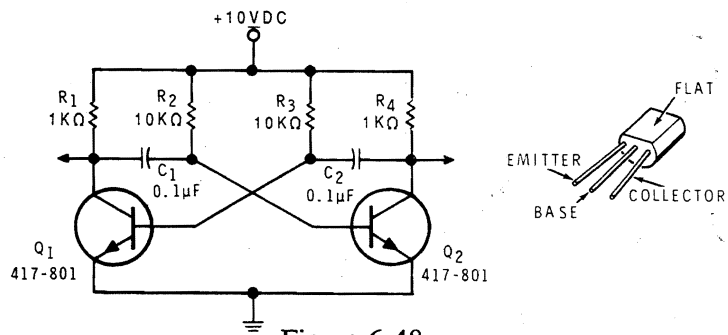 +10VDC
R1
1KΩ
R2
10KΩ
R3
10KΩ
R4
1KΩ
C1
0.1μF
C2
0.1μF
Q1
417-801
Q2
417-801
FLAT
EMITTER
BASE
COLLECTOR
Figure 6-48